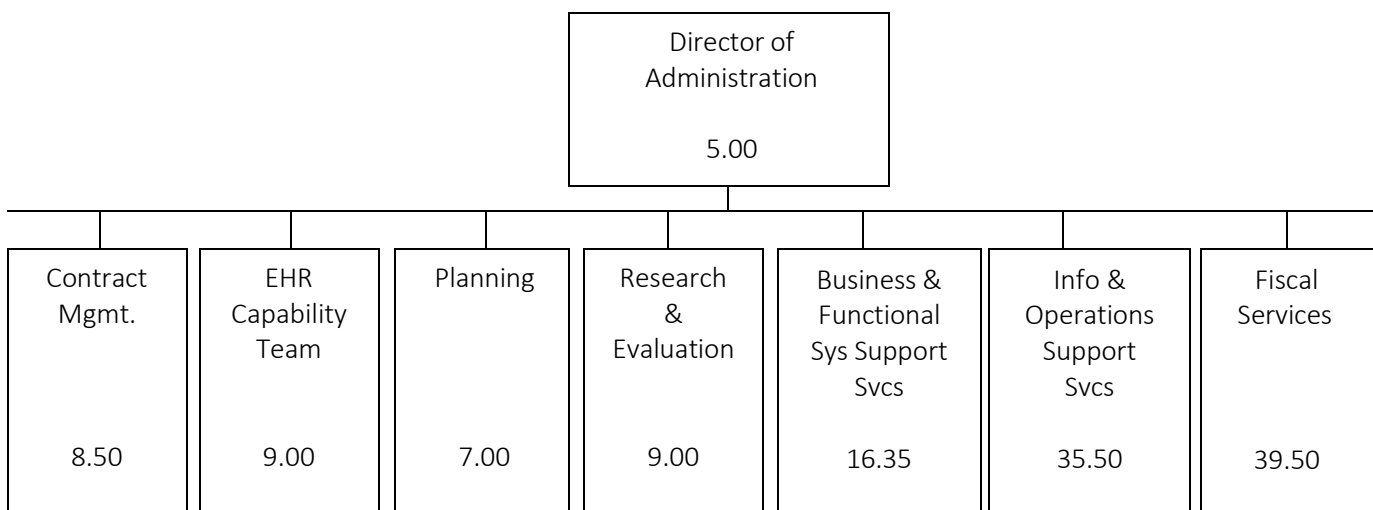 Director of
Administration
5.00
Contract
Mgmt.
8.50
EHR
Capability
Team
9.00
Planning
7.00
Research
&
Evaluation
9.00
Business &
Functional
Sys Support
Svcs
16.35
Info &
Operations
Support
Svcs
35.50
Fiscal
Services
39.50